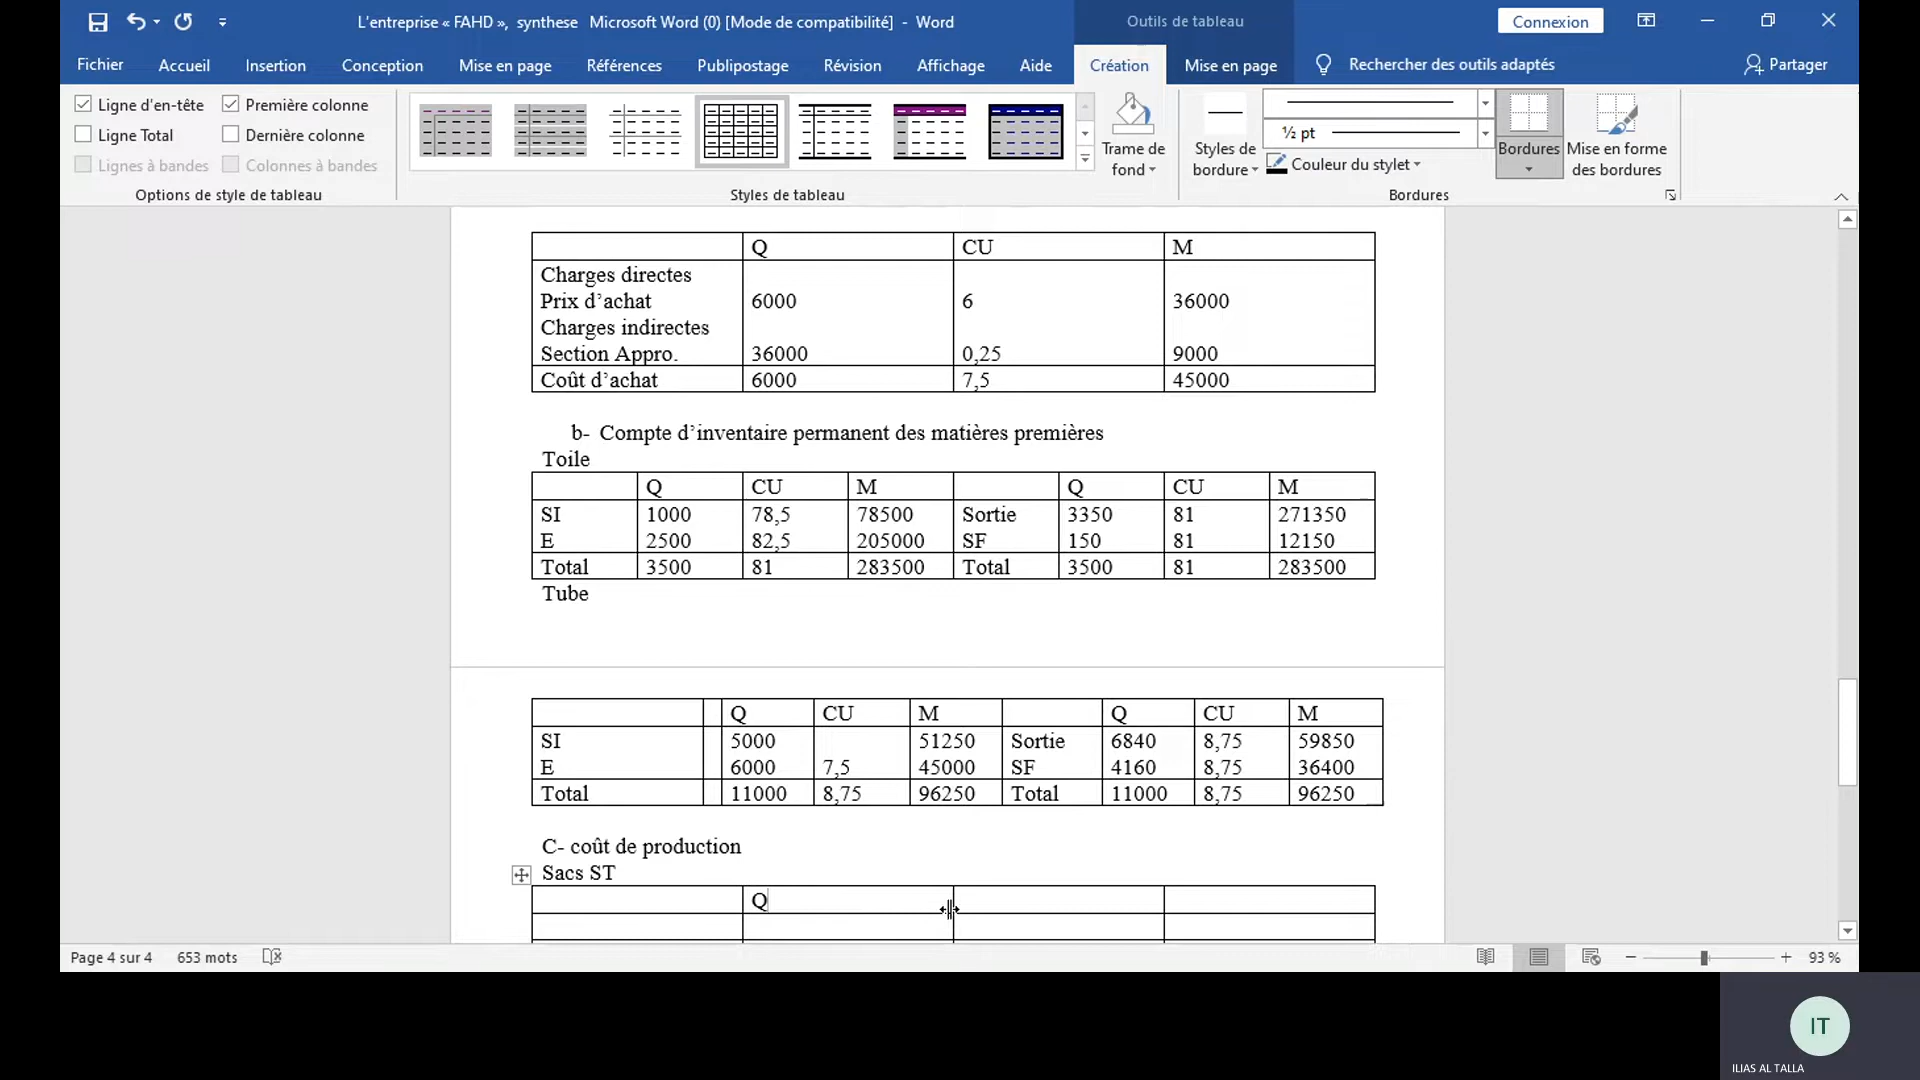 L'entreprise « FAHD », synthese Microsoft Word (0) [Mode de compatibilité] - Word
Outils de tableau
Connexion
Fichier Accueil Insertion Conception Mise en page Références Publipostage Révision Affichage Aide Création Mise en page Rechercher des outils adaptés Partager
Ligne d'en-tête Première colonne
Ligne Total Dernière colonne
Lignes à bandes Colonnes à bandes
Options de style de tableau
Styles de tableau
Trame de fond
Styles de bordure
½ pt
Couleur du stylet
Bordures
Mise en forme des bordures
Bordures
Q CU M
Charges directes
Prix d’achat 6000 6 36000
Charges indirectes
Section Appro. 36000 0,25 9000
Coût d’achat 6000 7,5 45000
b- Compte d’inventaire permanent des matières premières
Toile
Q CU M Q CU M
SI 1000 78,5 78500 Sortie 3350 81 271350
E 2500 82,5 205000 SF 150 81 12150
Total 3500 81 283500 Total 3500 81 283500
Tube
Q CU M Q CU M
SI 5000 51250 Sortie 6840 8,75 59850
E 6000 7,5 45000 SF 4160 8,75 36400
Total 11000 8,75 96250 Total 11000 8,75 96250
C- coût de production
Sacs ST
Q
Page 4 sur 4 653 mots 93 %
IT
ILIAS AL TALLA